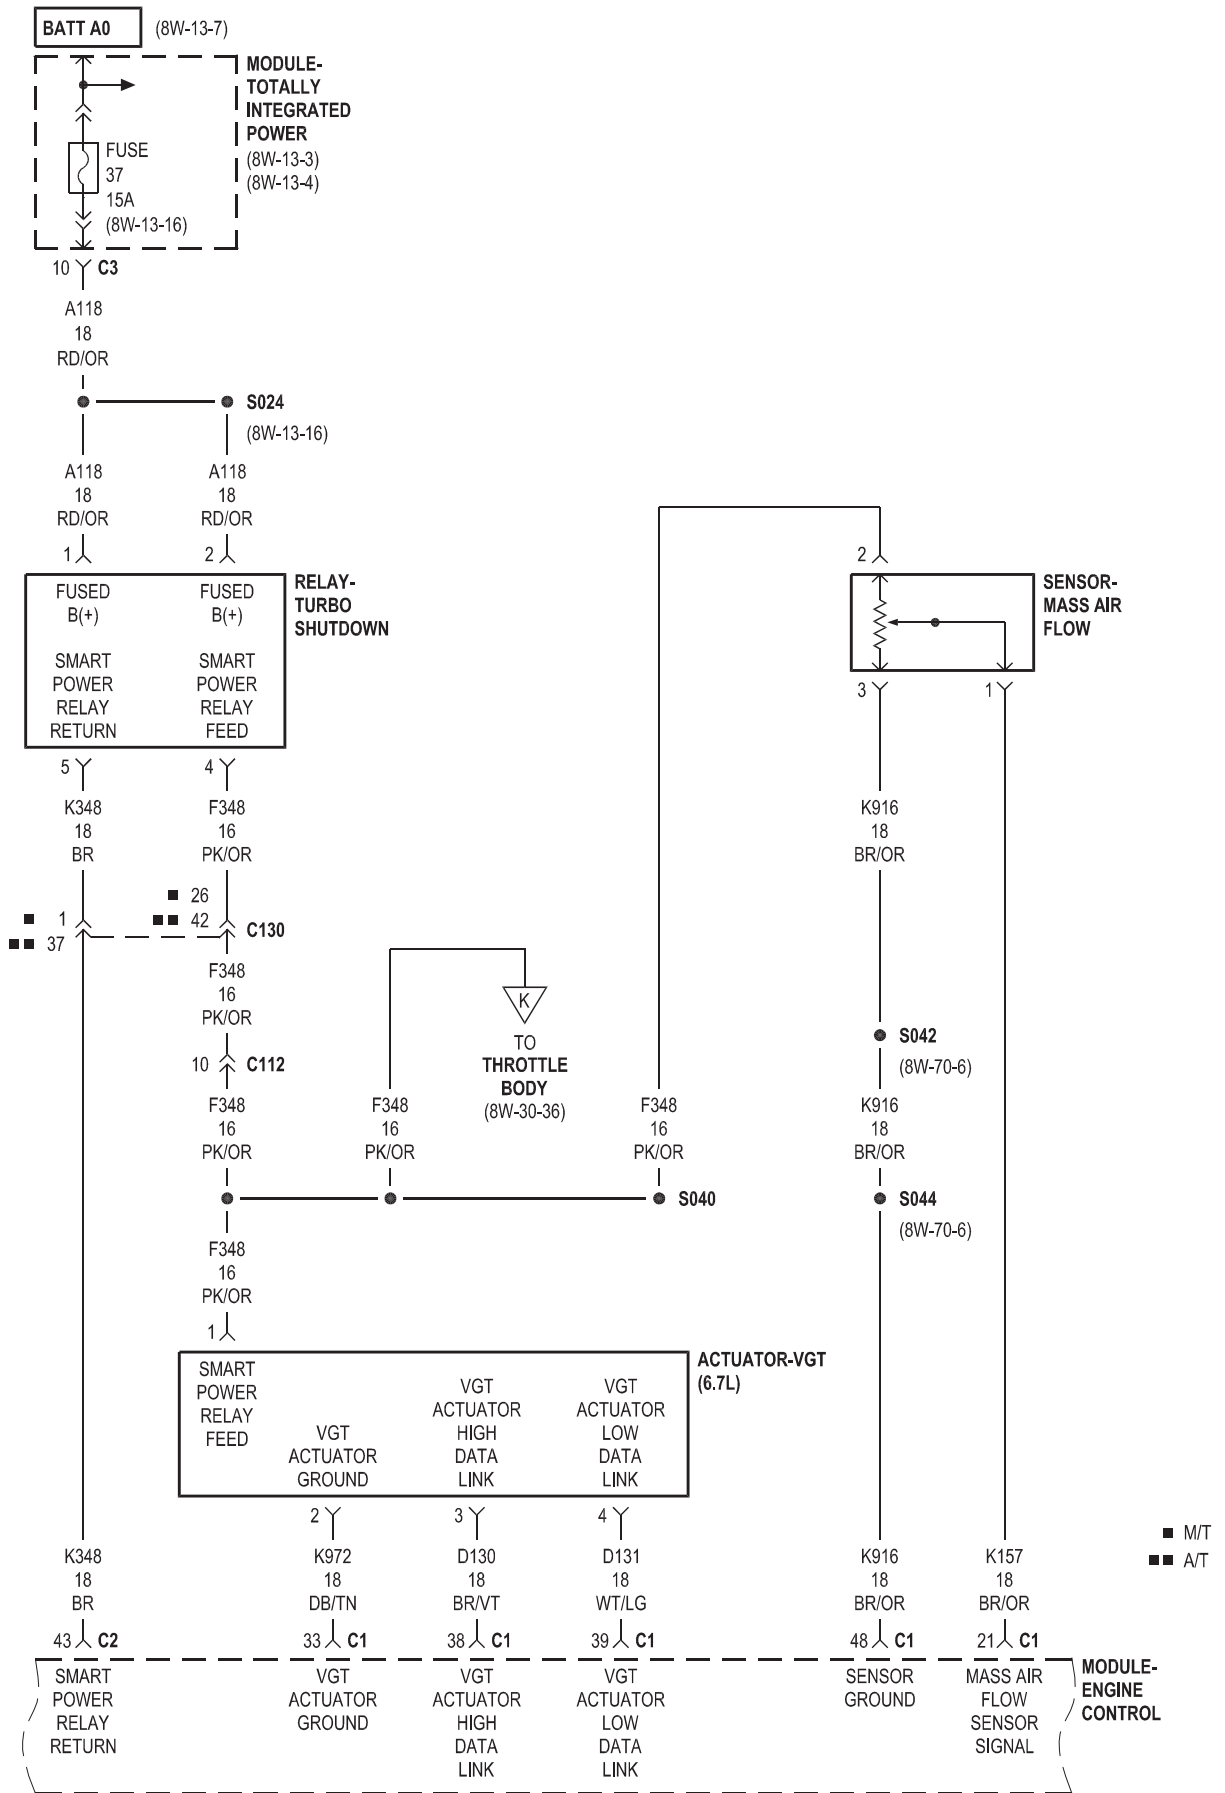 BATT A0 (8W-13-7)
MODULE-
TOTALLY
INTEGRATED
POWER
(8W-13-3)
(8W-13-4)
FUSE
37
15A
(8W-13-16)
10 C3
A118
18
RD/OR
S024
(8W-13-16)
A118 A118
18 18
RD/OR RD/OR
1 2 2
FUSED FUSED
B(+) B(+)
SMART SMART
POWER POWER
RELAY RELAY
RETURN FEED
RELAY-
TURBO
SHUTDOWN
SENSOR-
MASS AIR
FLOW
3 1
5 4
K348 F348 K916
18 16 18
BR PK/OR BR/OR
■ 26
■ 1 ■■ 42 C130
■■ 37
F348
16
PK/OR
K
TO
THROTTLE
BODY
(8W-30-36)
S042
(8W-70-6)
10 C112
F348 F348 F348 K916
16 16 16 18
PK/OR PK/OR PK/OR BR/OR
S040 S044
(8W-70-6)
F348
16
PK/OR
1
ACTUATOR-VGT
(6.7L)
SMART
POWER
RELAY
FEED
VGT
ACTUATOR
GROUND
VGT
ACTUATOR
HIGH
DATA
LINK
VGT
ACTUATOR
LOW
DATA
LINK
2 3 4
■ M/T
■■ A/T
K348 K972 D130 D131 K916 K157
18 18 18 18 18 18
BR DB/TN BR/VT WT/LG BR/OR BR/OR
43 C2 33 C1 38 C1 39 C1 48 C1 21 C1
SMART
POWER
RELAY
RETURN
VGT
ACTUATOR
GROUND
VGT
ACTUATOR
HIGH
DATA
LINK
VGT
ACTUATOR
LOW
DATA
LINK
SENSOR
GROUND
MASS AIR
FLOW
SENSOR
SIGNAL
MODULE-
ENGINE
CONTROL